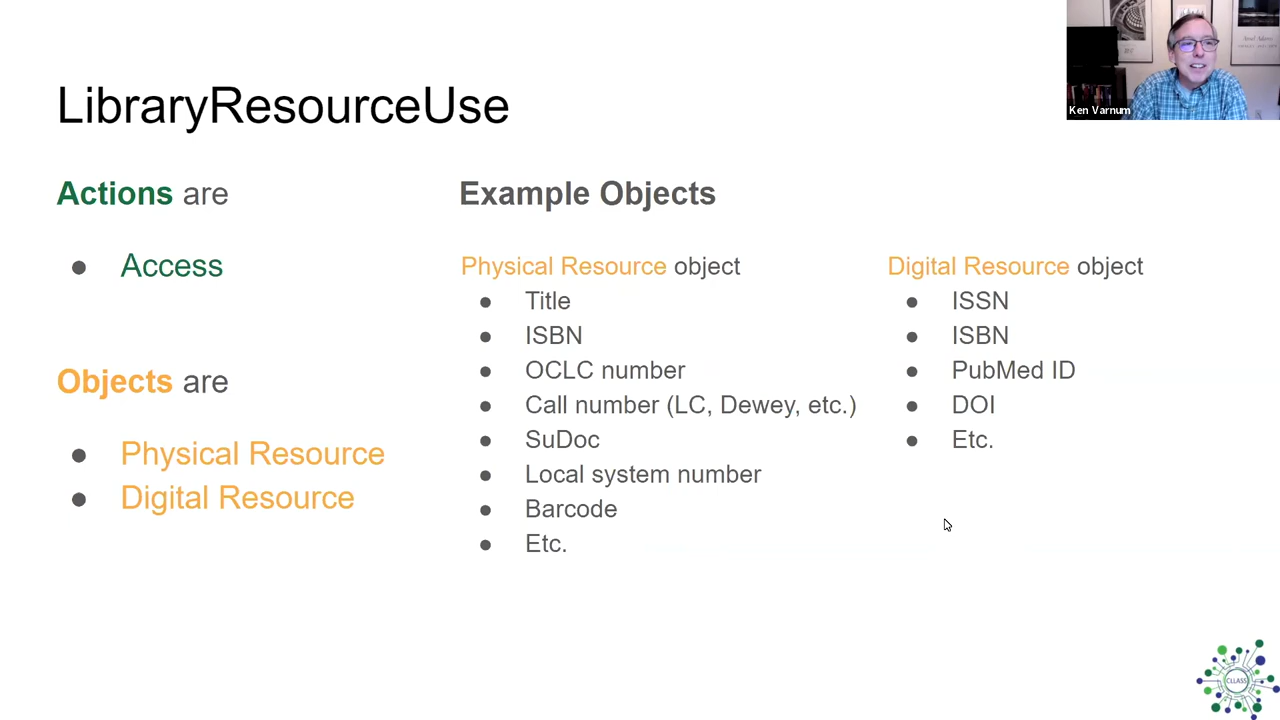 LibraryResourceUse
Ken Varnum
Actions are
● Access
Objects are
● Physical Resource
● Digital Resource
Example Objects
Physical Resource object
● Title
● ISBN
● OCLC number
● Call number (LC, Dewey, etc.)
● SuDoc
● Local system number
● Barcode
● Etc.
Digital Resource object
● ISSN
● ISBN
● PubMed ID
● DOI
● Etc.
CLLASS